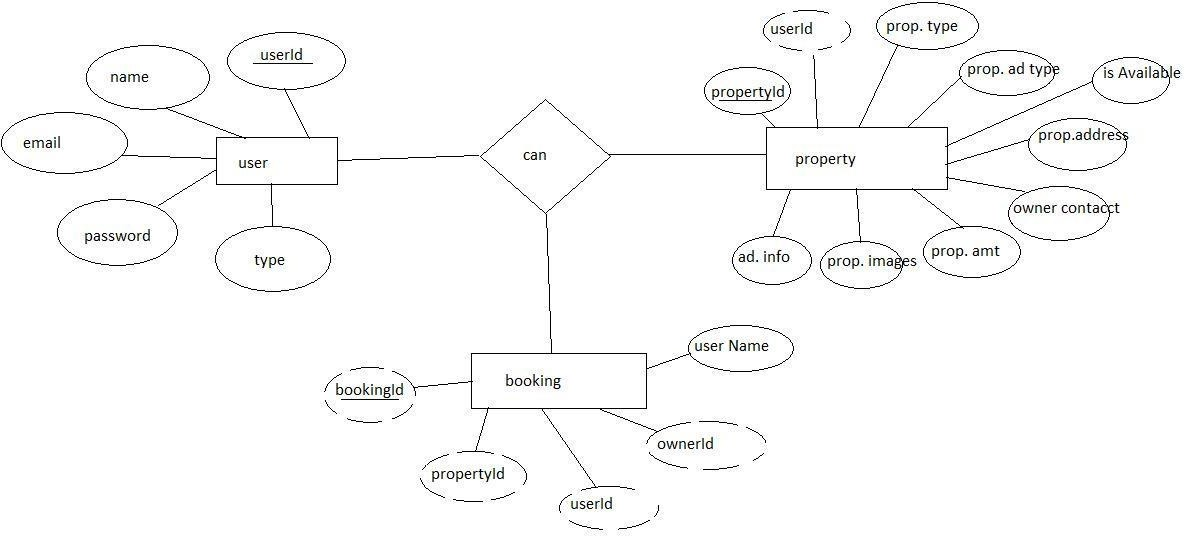 userId
prop. type
userId
name
prop. ad type
is Available
propertyId
prop.address
email
user
can
property
owner contacct
password
type
ad. info
prop. images
prop. amt
user Name
booking
bookingId
ownerId
propertyId
userId